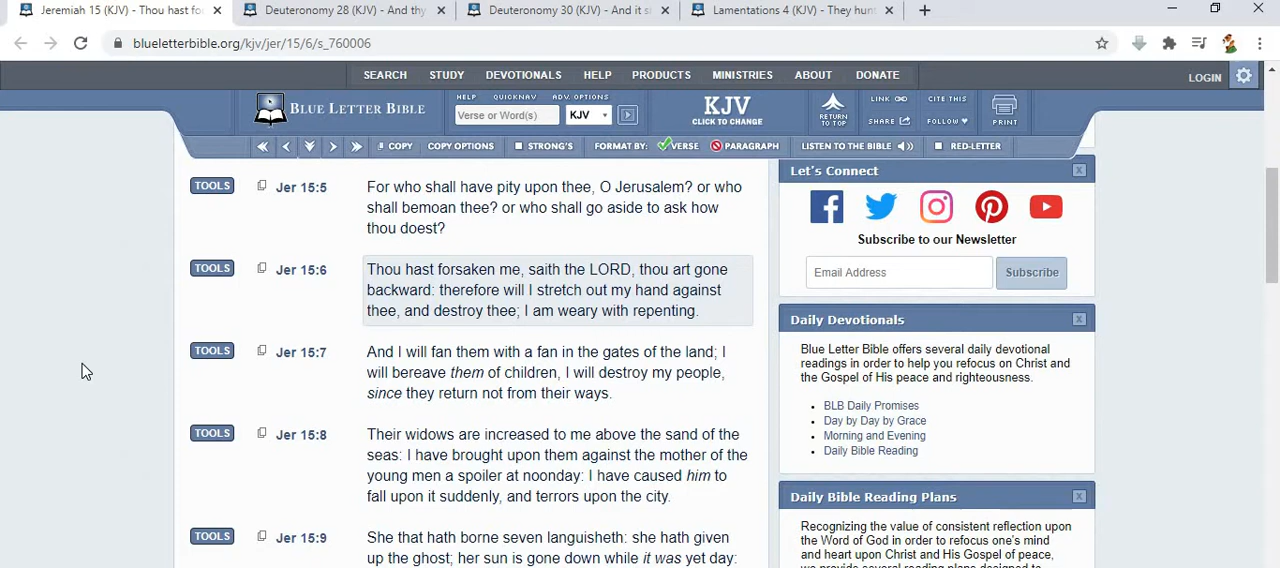 Jeremiah 15 (KJV) - Thou hast fo
Deuteronomy 28 (KJV) - And thy
Deuteronomy 30 (KJV) - And it s
Lamentations 4 (KJV) - They hun
blueletterbible.org/kjv/jer/15/6/s_760006
SEARCH STUDY DEVOTIONALS HELP PRODUCTS MINISTRIES ABOUT DONATE
LOGIN
BLUE LETTER BIBLE
HELP QUICKNAV ADV. OPTIONS
Verse or Word(s) KJV
KJV
CLICK TO CHANGE
RETURN
TO TOP
LINK CITE THIS
SHARE FOLLOW PRINT
COPY COPY OPTIONS STRONG'S FORMAT BY: VERSE PARAGRAPH LISTEN TO THE BIBLE RED-LETTER
TOOLS Jer 15:5 For who shall have pity upon thee, O Jerusalem? or who
shall bemoan thee? or who shall go aside to ask how
thou doest?
TOOLS Jer 15:6 Thou hast forsaken me, saith the LORD, thou art gone
backward: therefore will I stretch out my hand against
thee, and destroy thee; I am weary with repenting.
TOOLS Jer 15:7 And I will fan them with a fan in the gates of the land; I
will bereave them of children, I will destroy my people,
since they return not from their ways.
TOOLS Jer 15:8 Their widows are increased to me above the sand of the
seas: I have brought upon them against the mother of the
young men a spoiler at noonday: I have caused him to
fall upon it suddenly, and terrors upon the city.
TOOLS Jer 15:9 She that hath borne seven languisheth: she hath given
up the ghost; her sun is gone down while it was yet day:
Let's Connect
Subscribe to our Newsletter
Email Address Subscribe
Daily Devotionals
Blue Letter Bible offers several daily devotional
readings in order to help you refocus on Christ and
the Gospel of His peace and righteousness.
BLB Daily Promises
Day by Day by Grace
Morning and Evening
Daily Bible Reading
Daily Bible Reading Plans
Recognizing the value of consistent reflection upon
the Word of God in order to refocus one's mind
and heart upon Christ and His Gospel of peace,
we provide several reading plans designed to